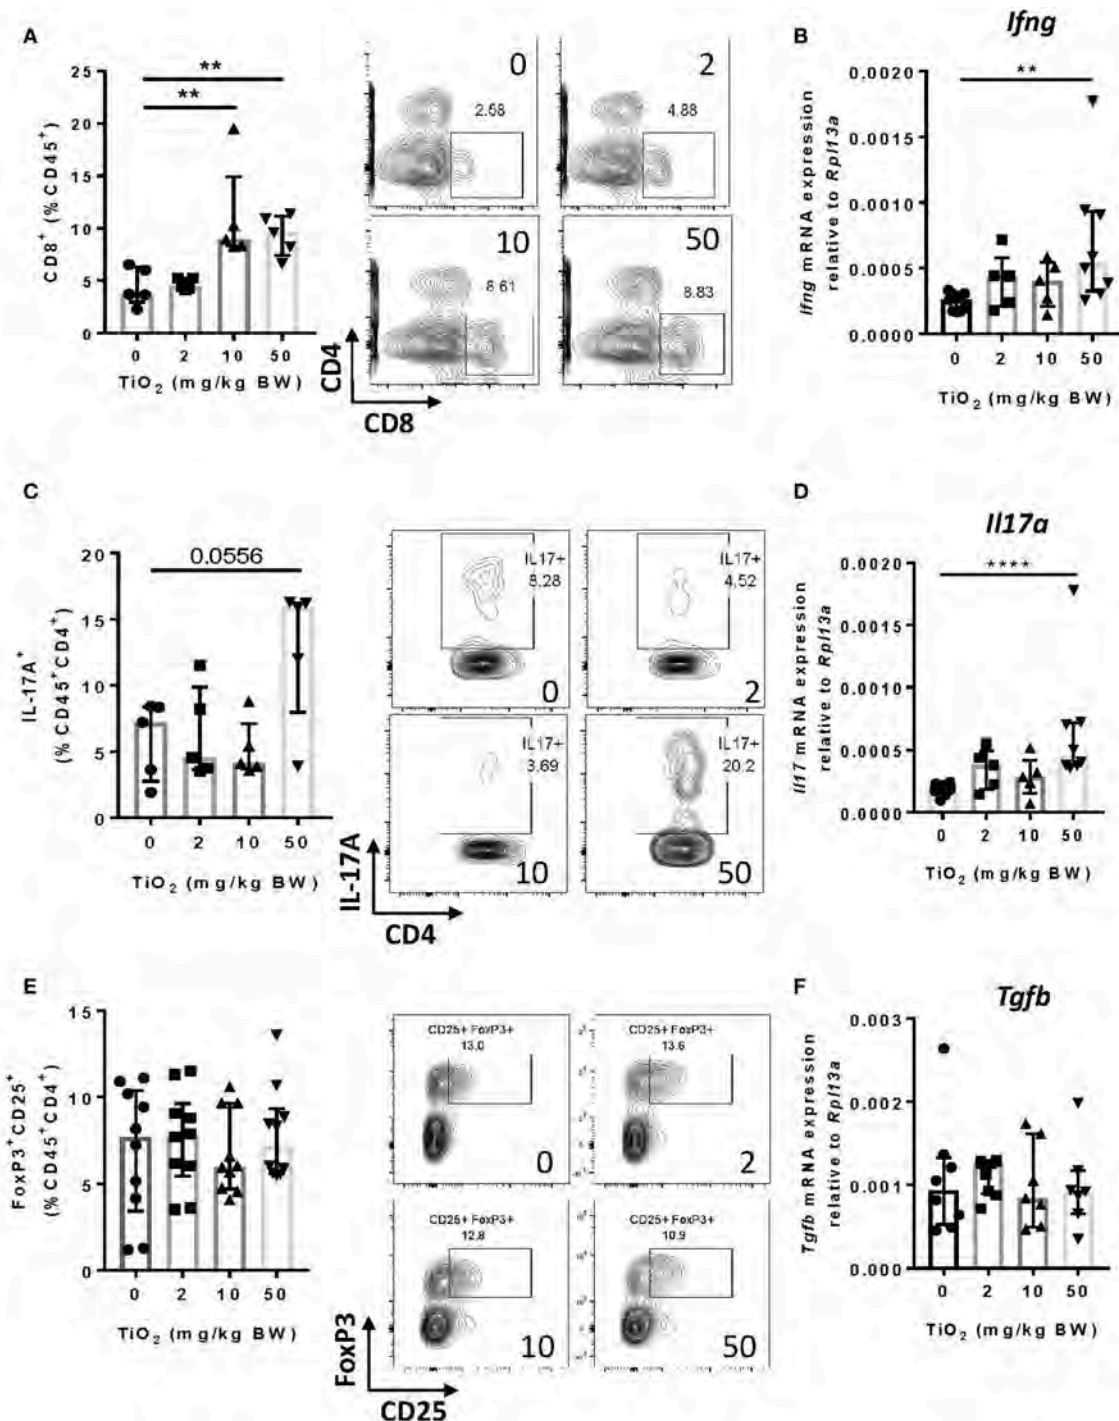 A
**
**
25
20
15
10
5
0
CD8⁺ (% CD45⁺)
0 2 10 50
TiO₂ (mg/kg BW)
0
2.58
2
4.88
10
8.61
50
8.83
CD4
CD8
B
Ifng
**
0.0020
0.0015
0.0010
0.0005
0.0000
Ifng mRNA expression
relative to Rpl13a
0 2 10 50
TiO₂ (mg/kg BW)
C
0.0556
20
15
10
5
0
IL-17A⁺
(% CD45⁺CD4⁺)
0 2 10 50
TiO₂ (mg/kg BW)
IL17+
8.28
0
IL17+
4.52
2
IL17+
3.69
10
IL17+
20.2
50
IL-17A
CD4
D
Il17a
****
0.0020
0.0015
0.0010
0.0005
0.0000
Il17 mRNA expression
relative to Rpl13a
0 2 10 50
TiO₂ (mg/kg BW)
E
15
10
5
0
FoxP3⁺CD25⁺
(% CD45⁺CD4⁺)
0 2 10 50
TiO₂ (mg/kg BW)
CD25+ FoxP3+
13.0
0
CD25+ FoxP3+
13.6
2
CD25+ FoxP3+
12.8
10
CD25+ FoxP3+
10.9
50
FoxP3
CD25
F
Tgfb
0.003
0.002
0.001
0.000
Tgfb mRNA expression
relative to Rpl13a
0 2 10 50
TiO₂ (mg/kg BW)